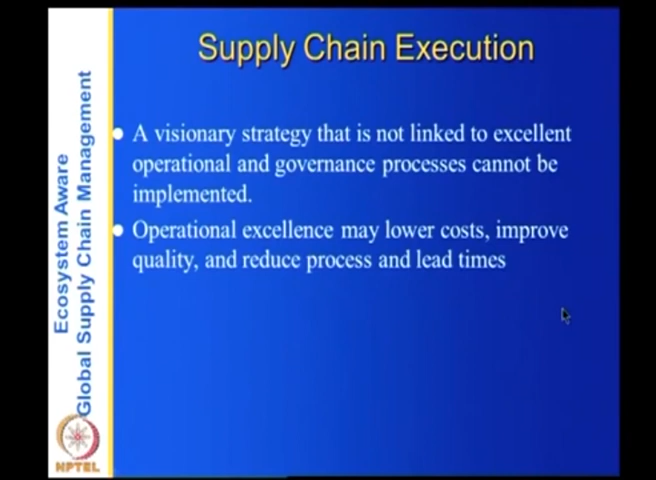 Supply Chain Execution
A visionary strategy that is not linked to excellent
operational and governance processes cannot be
implemented.
Operational excellence may lower costs, improve
quality, and reduce process and lead times
Ecosystem Aware
Global Supply Chain Management
NPTEL